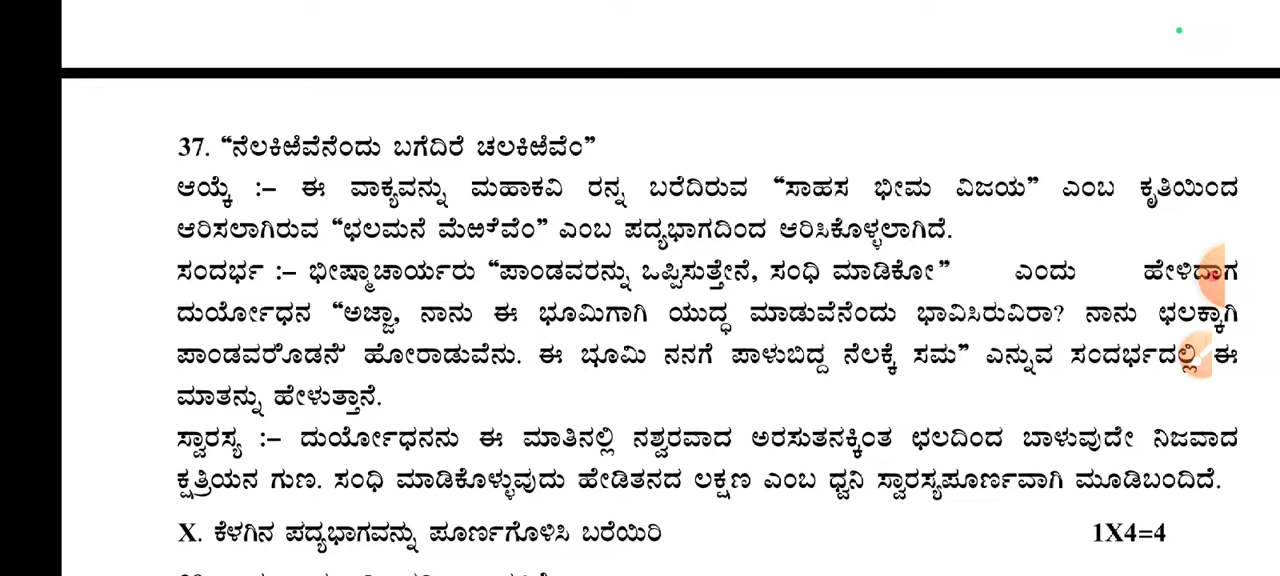 37. “ನೆಲಕಿಱಿವೆನೆಂದು ಬಗೆದಿರೆ ಚಲಕಿಱಿವೆಂ”
ಆಯ್ಕೆ :– ಈ ವಾಕ್ಯವನ್ನು ಮಹಾಕವಿ ರನ್ನ ಬರೆದಿರುವ “ಸಾಹಸ ಭೀಮ ವಿಜಯ” ಎಂಬ ಕೃತಿಯಿಂದ
ಆರಿಸಲಾಗಿರುವ “ಛಲಮನೆ ಮೆಱೆವೆಂ” ಎಂಬ ಪದ್ಯಭಾಗದಿಂದ ಆರಿಸಿಕೊಳ್ಳಲಾಗಿದೆ.
ಸಂದರ್ಭ :– ಭೀಷ್ಮಾಚಾರ್ಯರು “ಪಾಂಡವರನ್ನು ಒಪ್ಪಿಸುತ್ತೇನೆ, ಸಂಧಿ ಮಾಡಿಕೋ” ಎಂದು ಹೇಳಿದಾಗ
ದುರ್ಯೋಧನ “ಅಜ್ಜಾ, ನಾನು ಈ ಭೂಮಿಗಾಗಿ ಯುದ್ಧ ಮಾಡುವೆನೆಂದು ಭಾವಿಸಿರುವಿರಾ? ನಾನು ಛಲಕ್ಕಾಗಿ
ಪಾಂಡವರೊಡನೆ ಹೋರಾಡುವೆನು. ಈ ಭೂಮಿ ನನಗೆ ಪಾಳುಬಿದ್ದ ನೆಲಕ್ಕೆ ಸಮ” ಎನ್ನುವ ಸಂದರ್ಭದಲ್ಲಿ ಈ
ಮಾತನ್ನು ಹೇಳುತ್ತಾನೆ.
ಸ್ವಾರಸ್ಯ :– ದುರ್ಯೋಧನನು ಈ ಮಾತಿನಲ್ಲಿ ನಶ್ವರವಾದ ಅರಸುತನಕ್ಕಿಂತ ಛಲದಿಂದ ಬಾಳುವುದೇ ನಿಜವಾದ
ಕ್ಷತ್ರಿಯನ ಗುಣ. ಸಂಧಿ ಮಾಡಿಕೊಳ್ಳುವುದು ಹೇಡಿತನದ ಲಕ್ಷಣ ಎಂಬ ಧ್ವನಿ ಸ್ವಾರಸ್ಯಪೂರ್ಣವಾಗಿ ಮೂಡಿಬಂದಿದೆ.
X. ಕೆಳಗಿನ ಪದ್ಯಭಾಗವನ್ನು ಪೂರ್ಣಗೊಳಿಸಿ ಬರೆಯಿರಿ 1X4=4